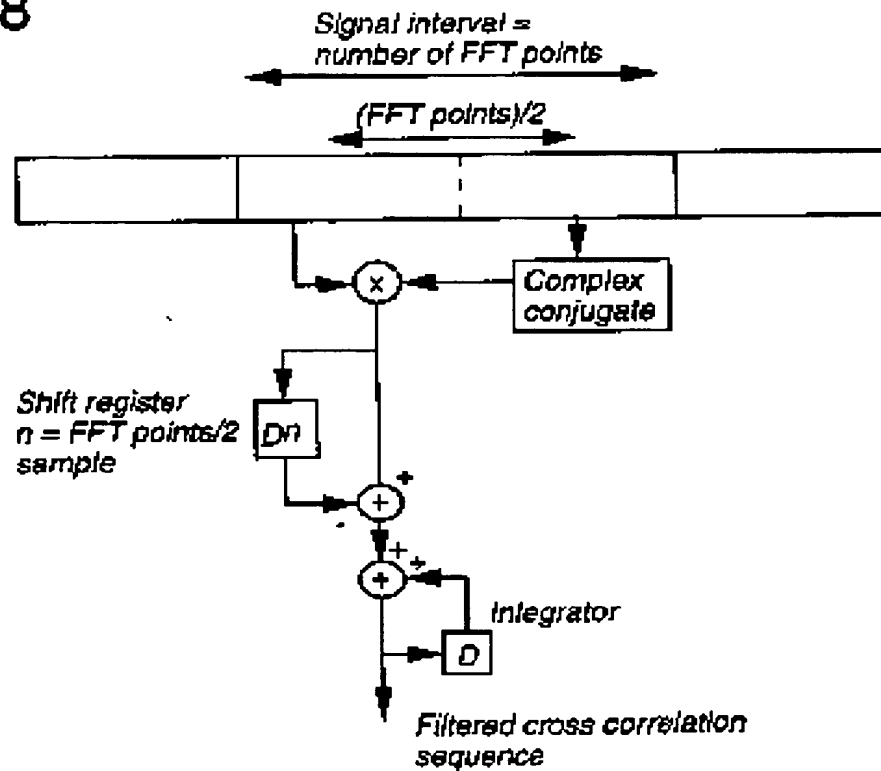 8
Signal interval =
number of FFT points
(FFT points)/2
×
Complex
conjugate
Shift register
n = FFT points/2
sample
Dn
+
+
-
+
+
+
Integrator
D
Filtered cross correlation
sequence